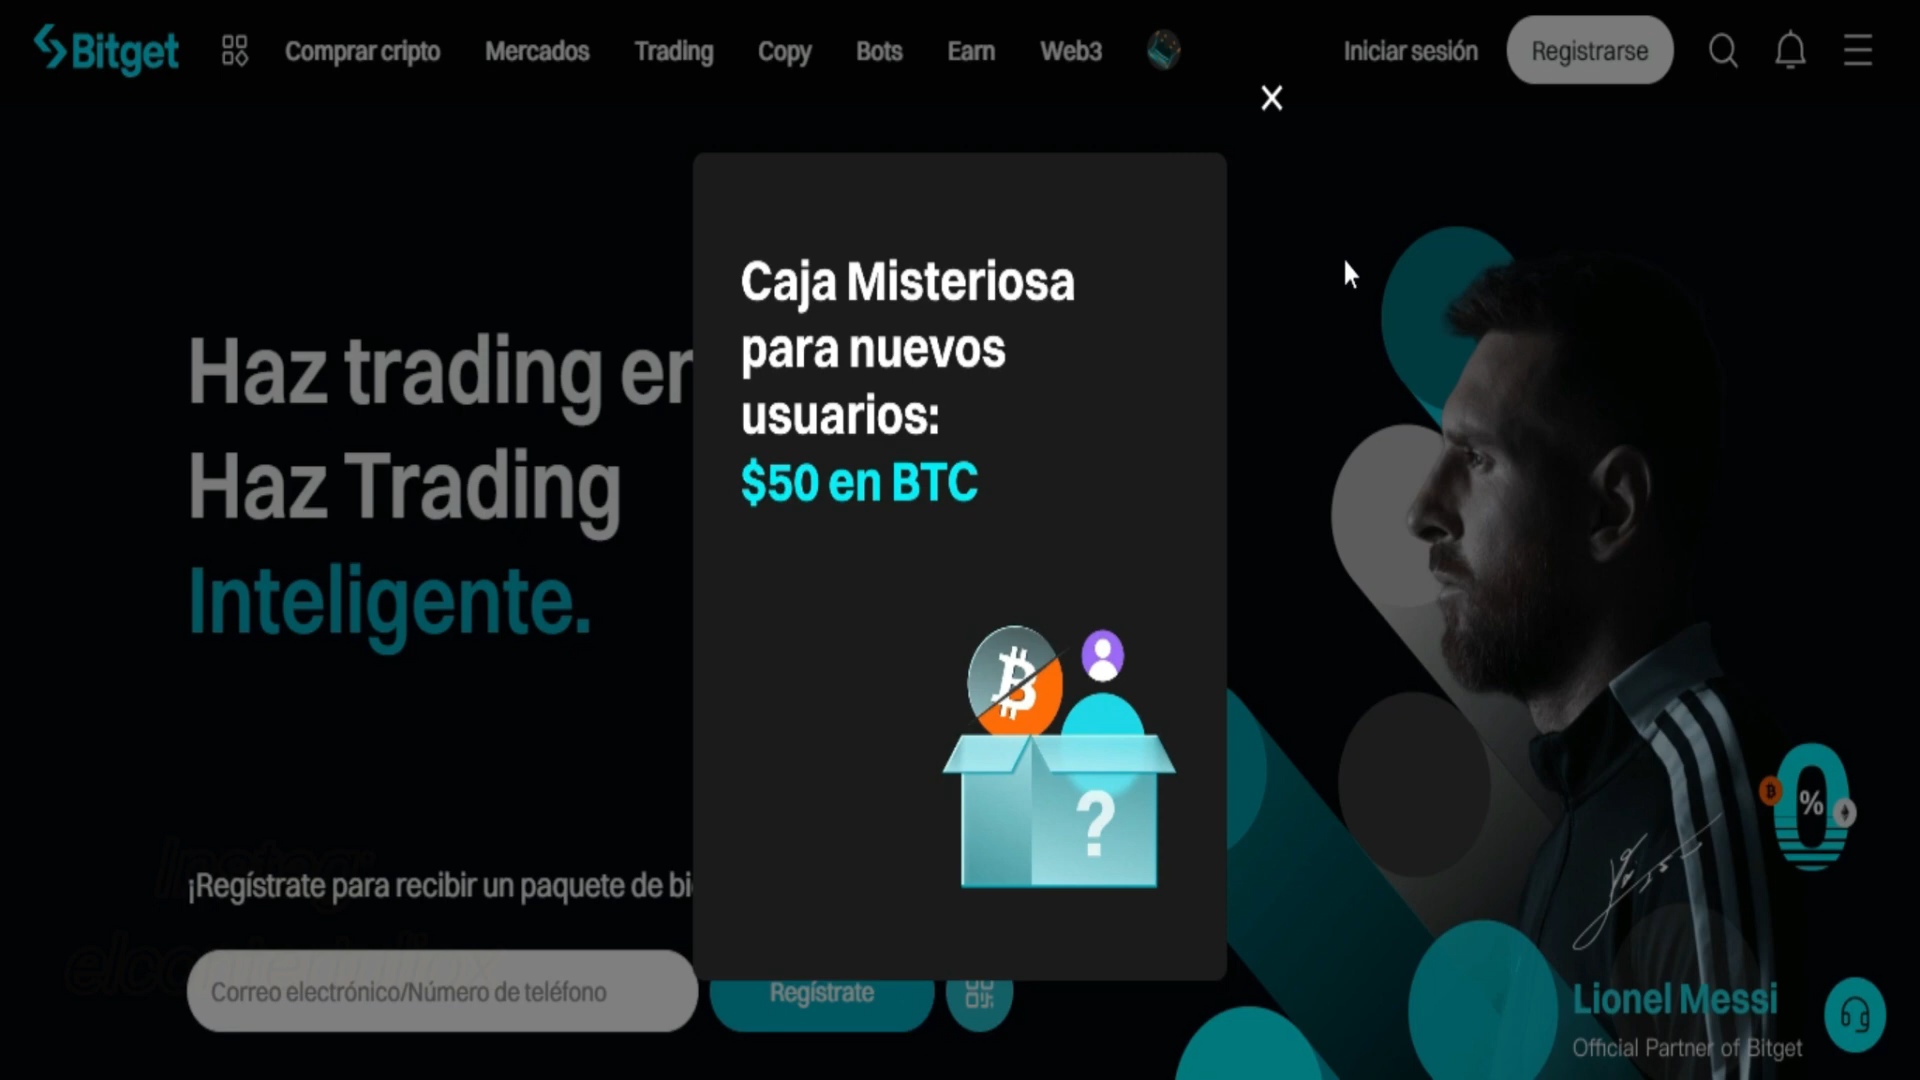 Bitget
Comprar cripto
Mercados
Trading
Copy
Bots
Earn
Web3
Iniciar sesión
Registrarse
Caja Misteriosa
para nuevos
usuarios:
$50 en BTC
?
Haz trading en
Haz Trading
Inteligente.
0
%
¡Regístrate para recibir un paquete de bi
Correo electrónico/Número de teléfono
Regístrate
Lionel Messi
Official Partner of Bitget